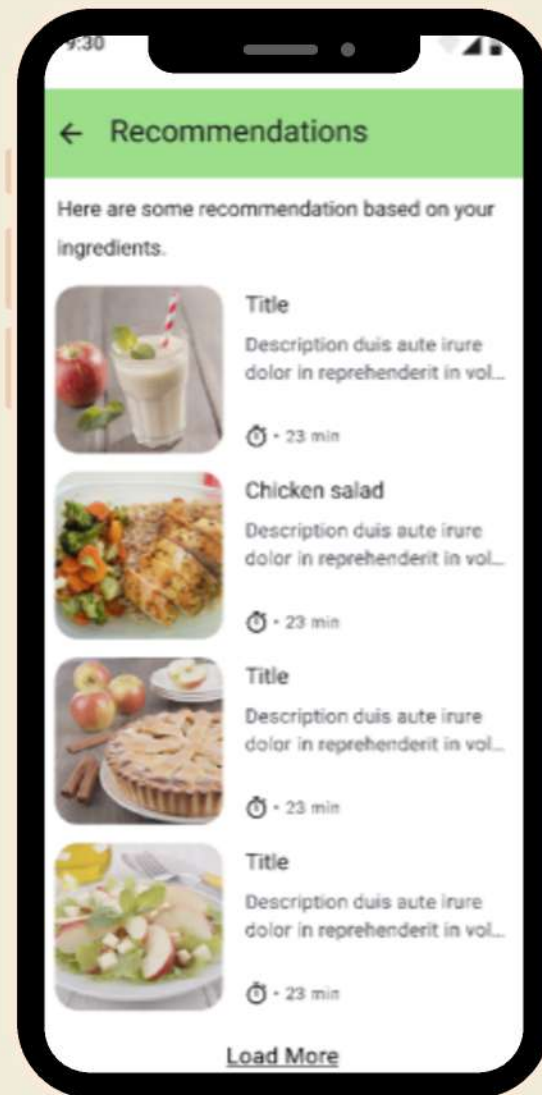 9:30
Recommendations
Here are some recommendation based on your
ingredients.
Title
Description duis aute irure
dolor in reprehenderit in vol...
• 23 min
Chicken salad
Description duis aute irure
dolor in reprehenderit in vol...
• 23 min
Title
Description duis aute irure
dolor in reprehenderit in vol...
• 23 min
Title
Description duis aute irure
dolor in reprehenderit in vol...
• 23 min
Load More